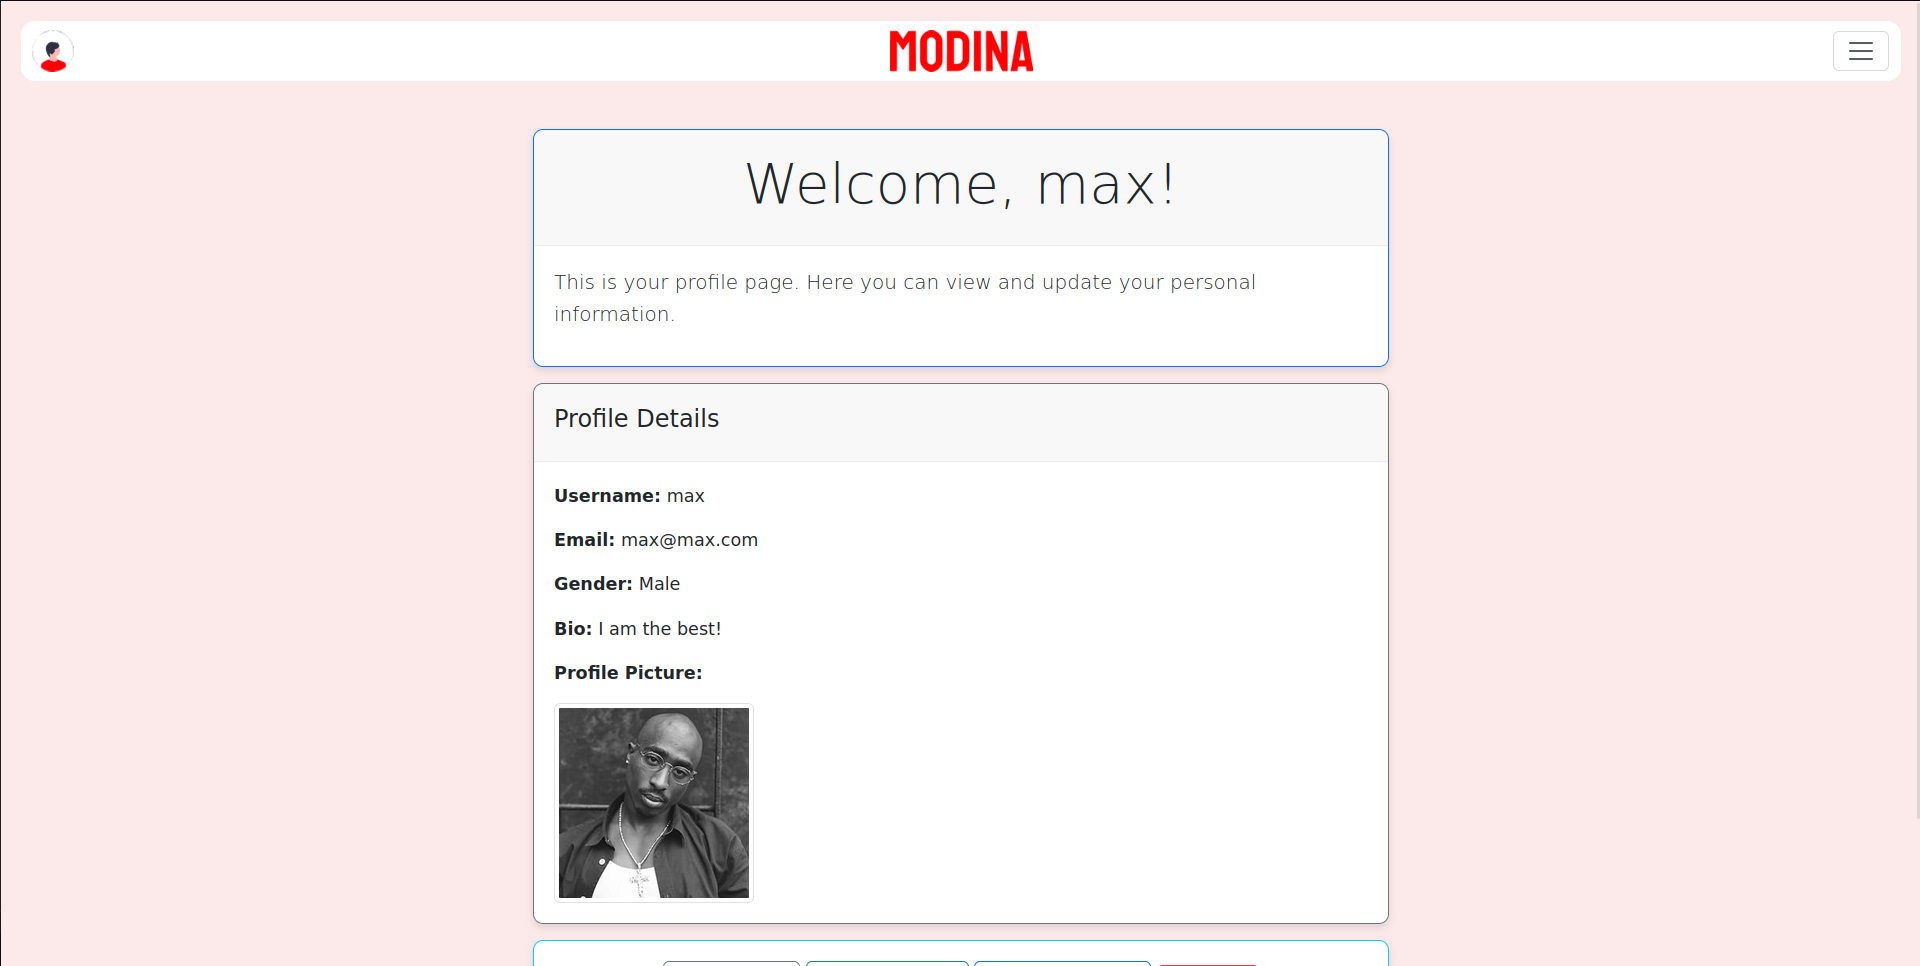 MODINA
Welcome, max!
This is your profile page. Here you can view and update your personal
information.
Profile Details
Username: max
Email: max@max.com
Gender: Male
Bio: I am the best!
Profile Picture: